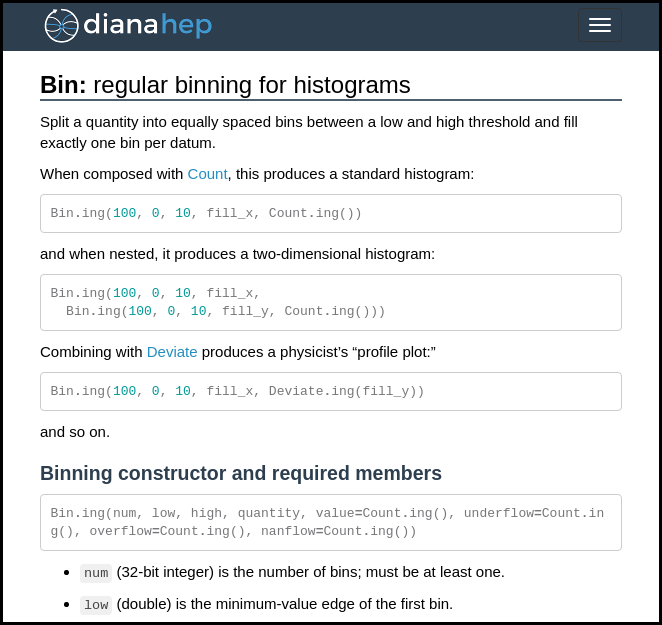 dianahep
Bin: regular binning for histograms
Split a quantity into equally spaced bins between a low and high threshold and fill
exactly one bin per datum.
When composed with Count, this produces a standard histogram:
Bin.ing(100, 0, 10, fill_x, Count.ing())
and when nested, it produces a two-dimensional histogram:
Bin.ing(100, 0, 10, fill_x,
  Bin.ing(100, 0, 10, fill_y, Count.ing()))
Combining with Deviate produces a physicist’s “profile plot:”
Bin.ing(100, 0, 10, fill_x, Deviate.ing(fill_y))
and so on.
Binning constructor and required members
Bin.ing(num, low, high, quantity, value=Count.ing(), underflow=Count.in
g(), overflow=Count.ing(), nanflow=Count.ing())
• num (32-bit integer) is the number of bins; must be at least one.
• low (double) is the minimum-value edge of the first bin.